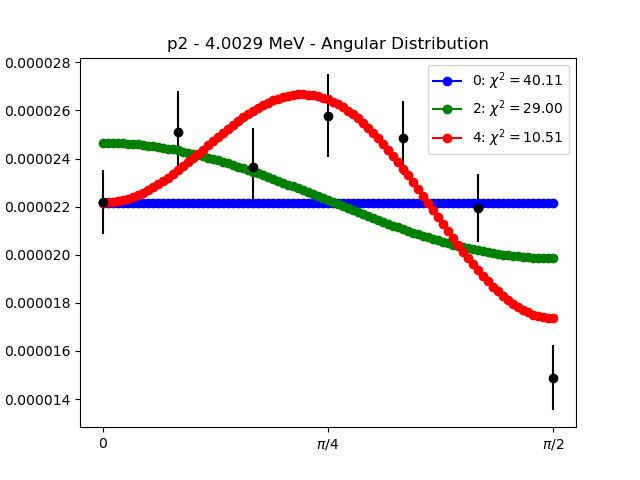 p2 - 4.0029 MeV - Angular Distribution
0.000028
0.000026
0.000024
0.000022
0.000020
0.000018
0.000016
0.000014
0
π/4
π/2
0: χ² = 40.11
2: χ² = 29.00
4: χ² = 10.51